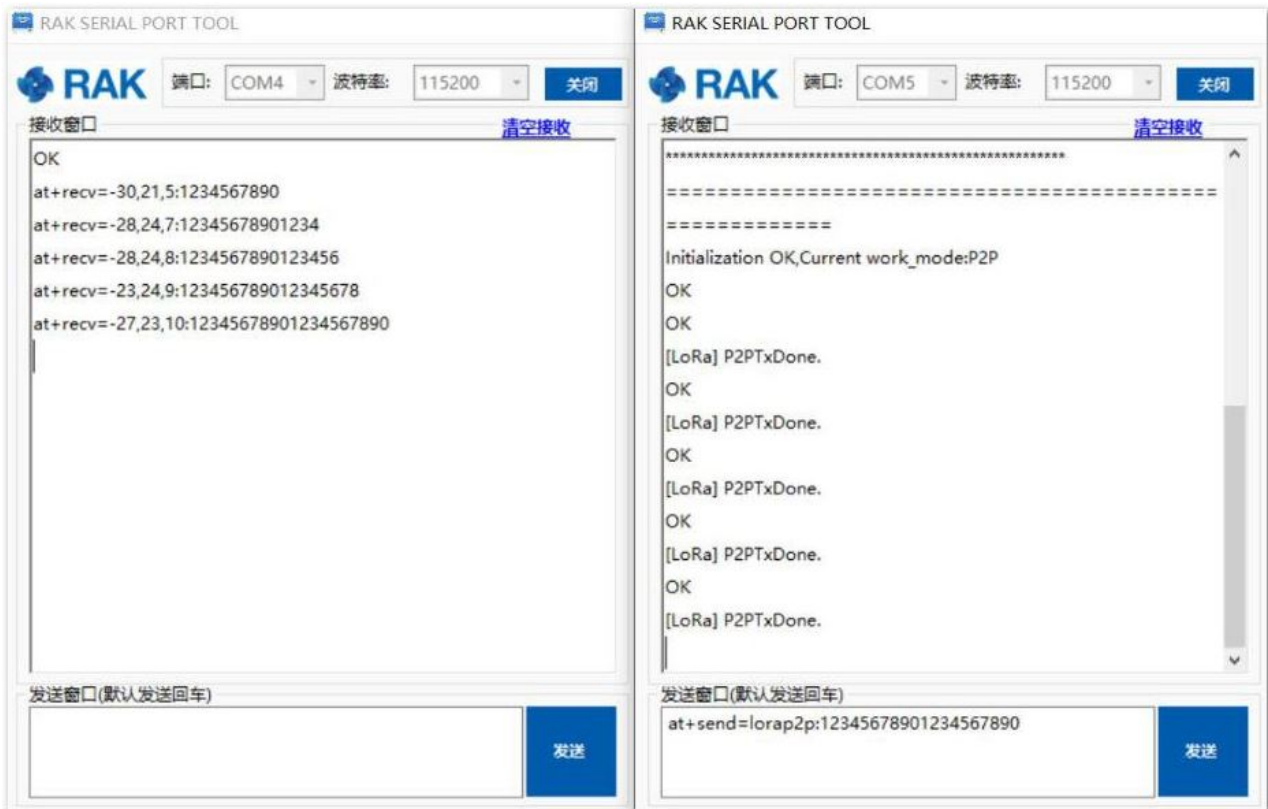 RAK SERIAL PORT TOOL
RAK 端口: COM4 波特率: 115200 关闭
接收窗口 清空接收
OK
at+recv=-30,21,5:1234567890
at+recv=-28,24,7:12345678901234
at+recv=-28,24,8:1234567890123456
at+recv=-23,24,9:123456789012345678
at+recv=-27,23,10:12345678901234567890
发送窗口(默认发送回车)
发送
RAK SERIAL PORT TOOL
RAK 端口: COM5 波特率: 115200 关闭
接收窗口 清空接收
*********************************************************
===========================================
=============
Initialization OK,Current work_mode:P2P
OK
OK
[LoRa] P2PTxDone.
OK
[LoRa] P2PTxDone.
OK
[LoRa] P2PTxDone.
OK
[LoRa] P2PTxDone.
OK
[LoRa] P2PTxDone.
发送窗口(默认发送回车)
at+send=lorap2p:12345678901234567890
发送